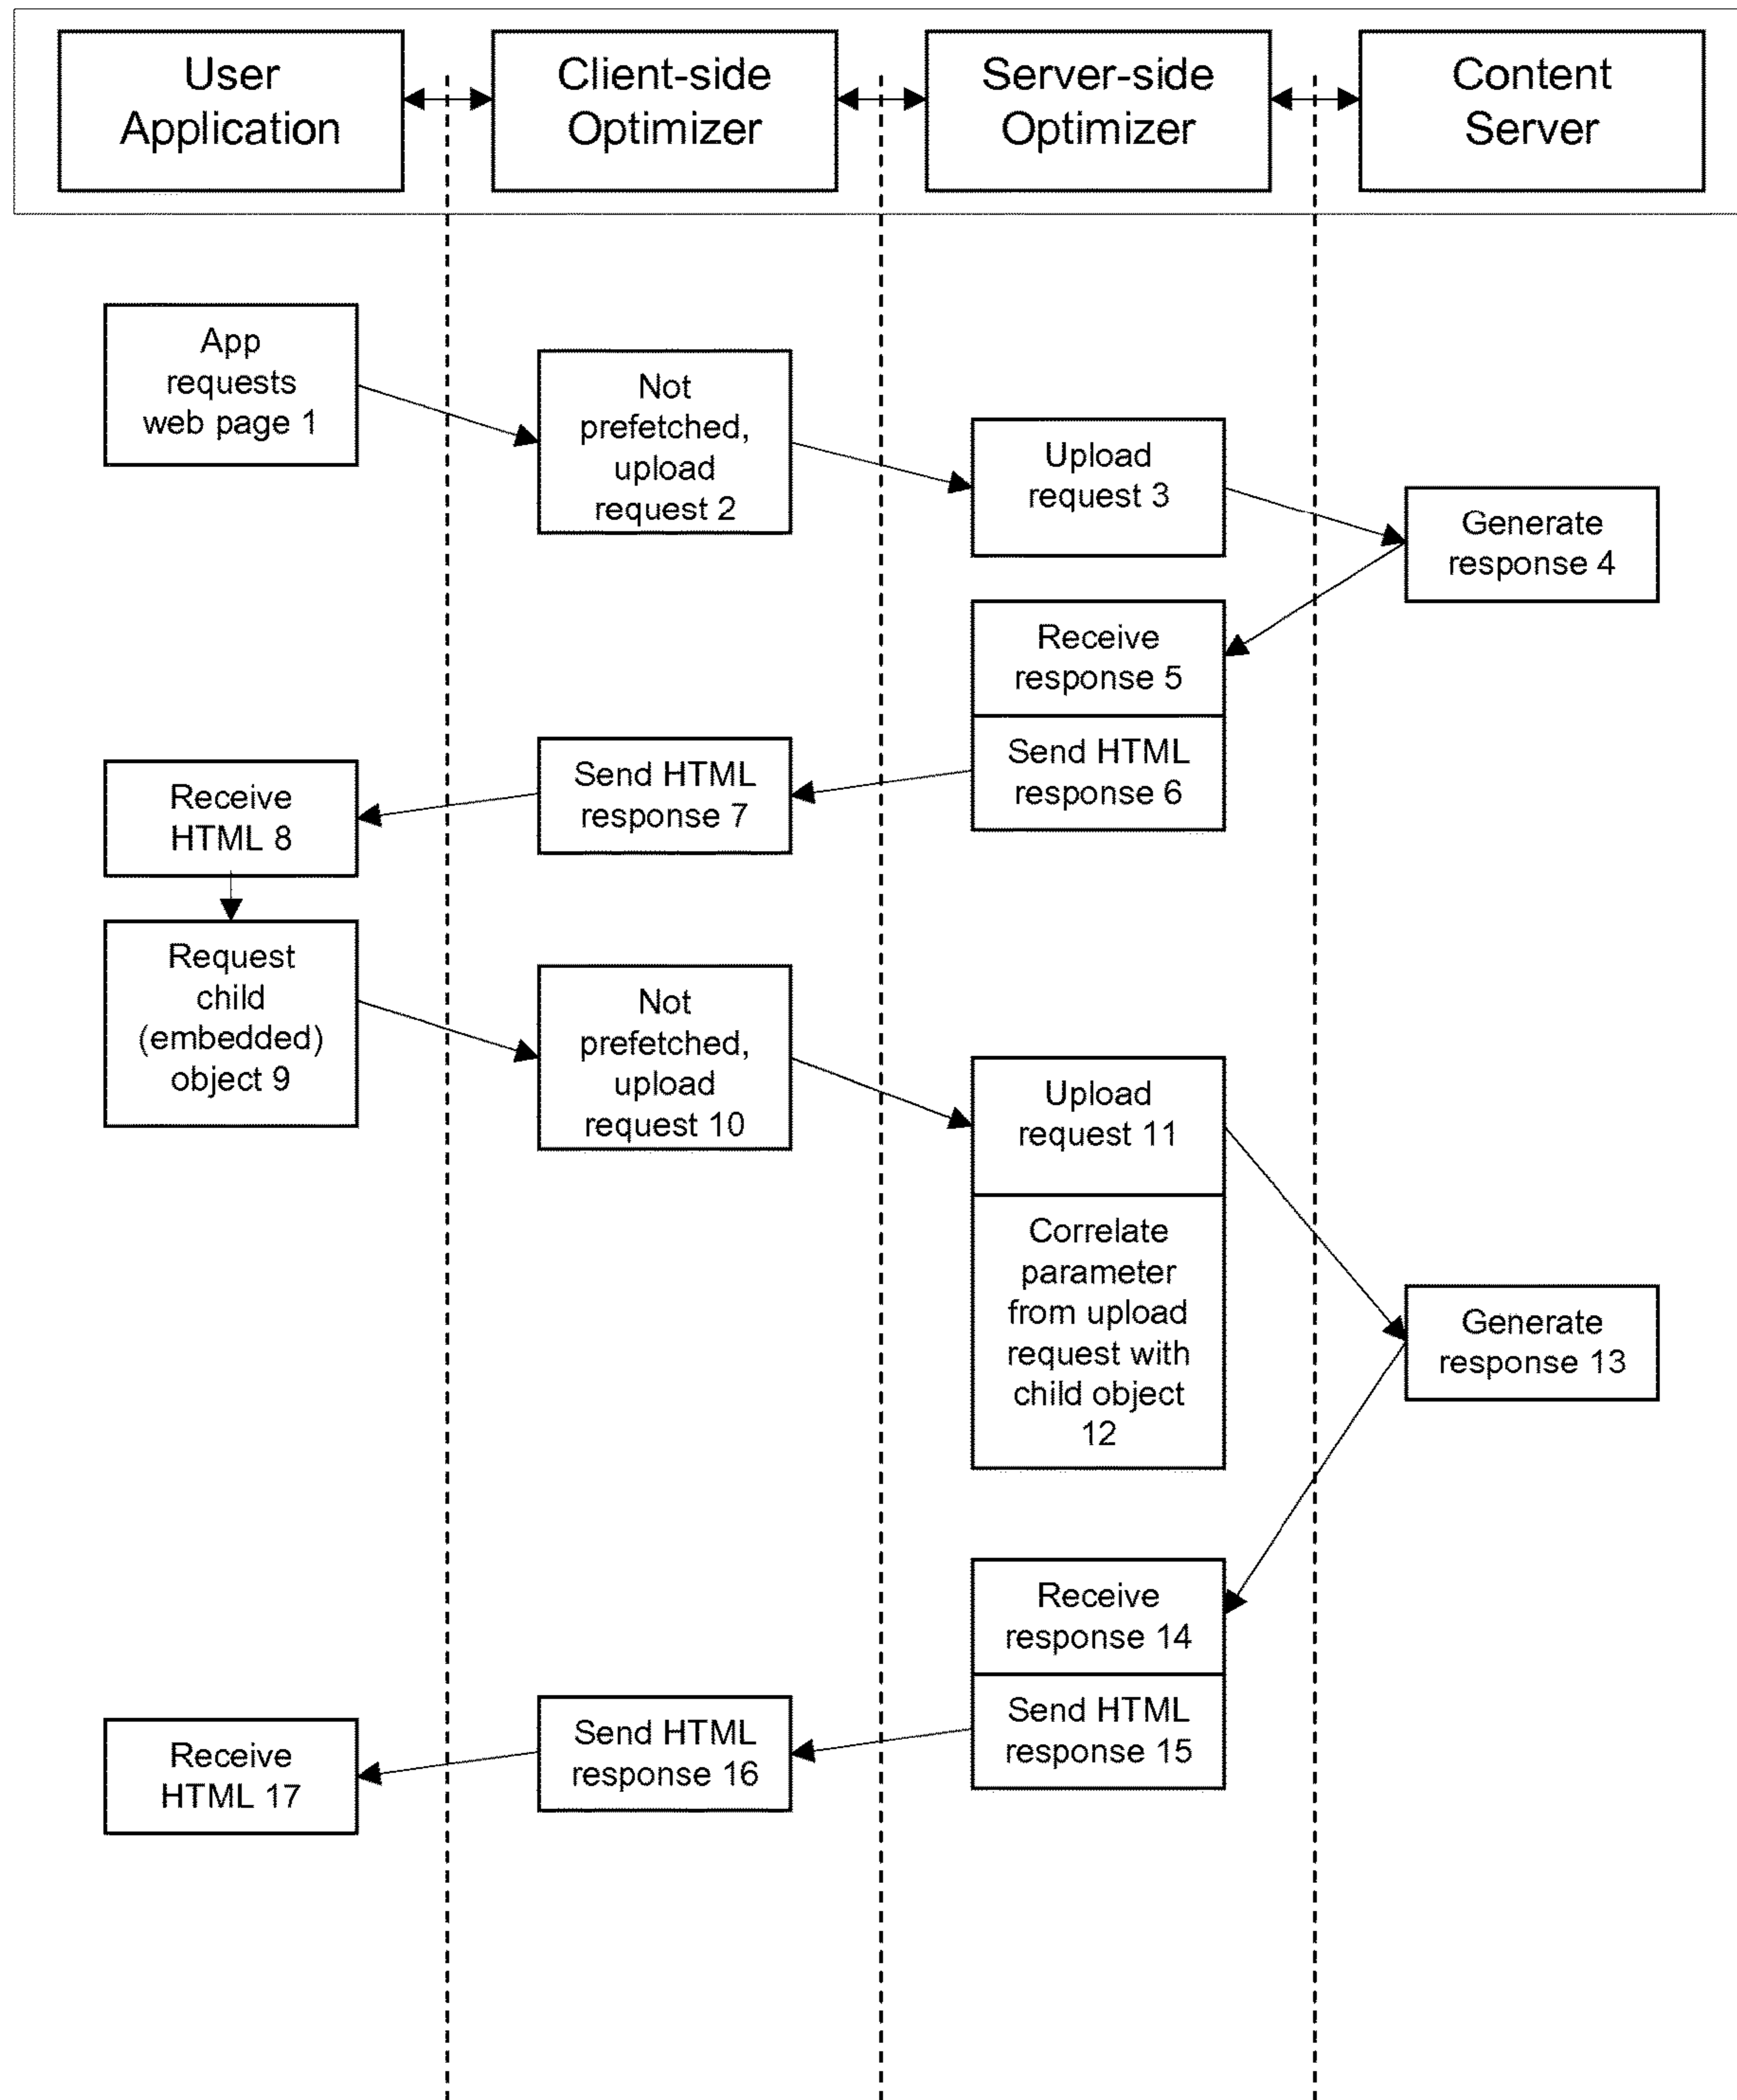 User
Application
Client-side
Optimizer
Server-side
Optimizer
Content
Server
App
requests
web page 1
Not
prefetched,
upload
request 2
Upload
request 3
Generate
response 4
Receive
response 5
Send HTML
response 6
Send HTML
response 7
Receive
HTML 8
Request
child
(embedded)
object 9
Not
prefetched,
upload
request 10
Upload
request 11
Correlate
parameter
from upload
request with
child object
12
Generate
response 13
Receive
response 14
Send HTML
response 15
Send HTML
response 16
Receive
HTML 17